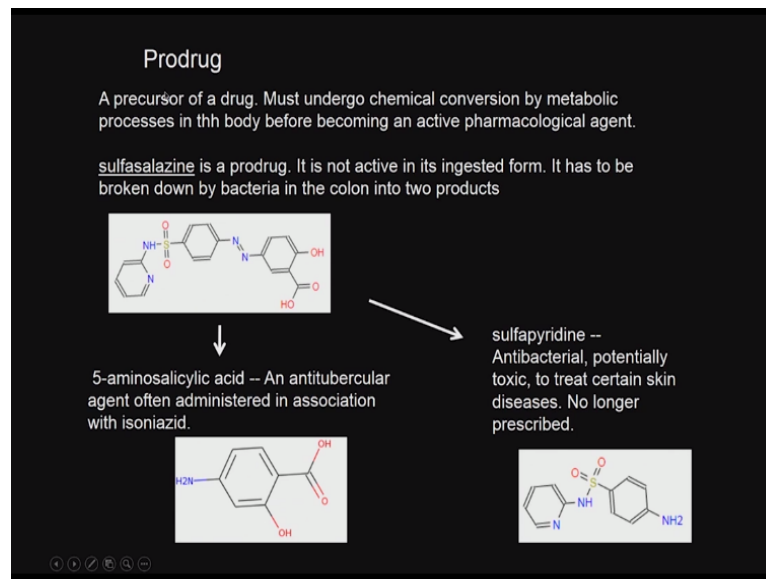 Prodrug
A precursor of a drug. Must undergo chemical conversion by metabolic
processes in thh body before becoming an active pharmacological agent.
sulfasalazine is a prodrug. It is not active in its ingested form. It has to be
broken down by bacteria in the colon into two products
O
NH S N OH
O N
N O
HO
5-aminosalicylic acid -- An antitubercular
agent often administered in association
with isoniazid.
OH
H2N
O
OH
sulfapyridine --
Antibacterial, potentially
toxic, to treat certain skin
diseases. No longer
prescribed.
O
O S
NH
N NH2